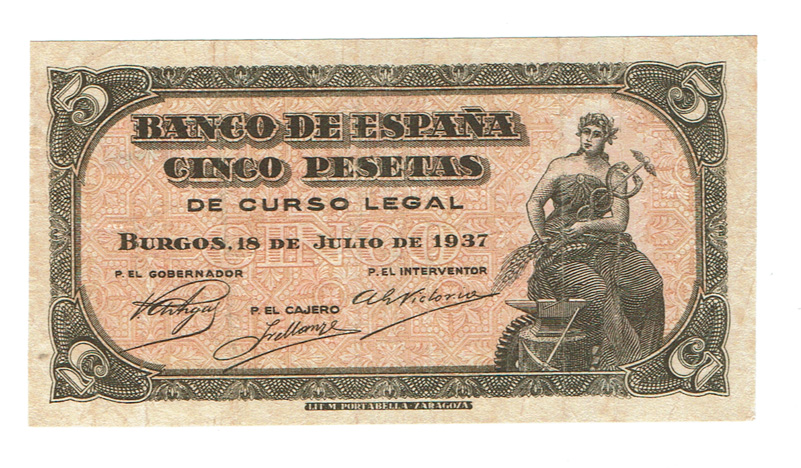 5 5
BANCO DE ESPAÑA
CINCO PESETAS
DE CURSO LEGAL
BURGOS, 18 DE JULIO DE 1937
CINCO
P. EL GOBERNADOR P. EL INTERVENTOR
P. EL CAJERO
5 5
LIT. M. PORTABELLA-ZARAGOZA